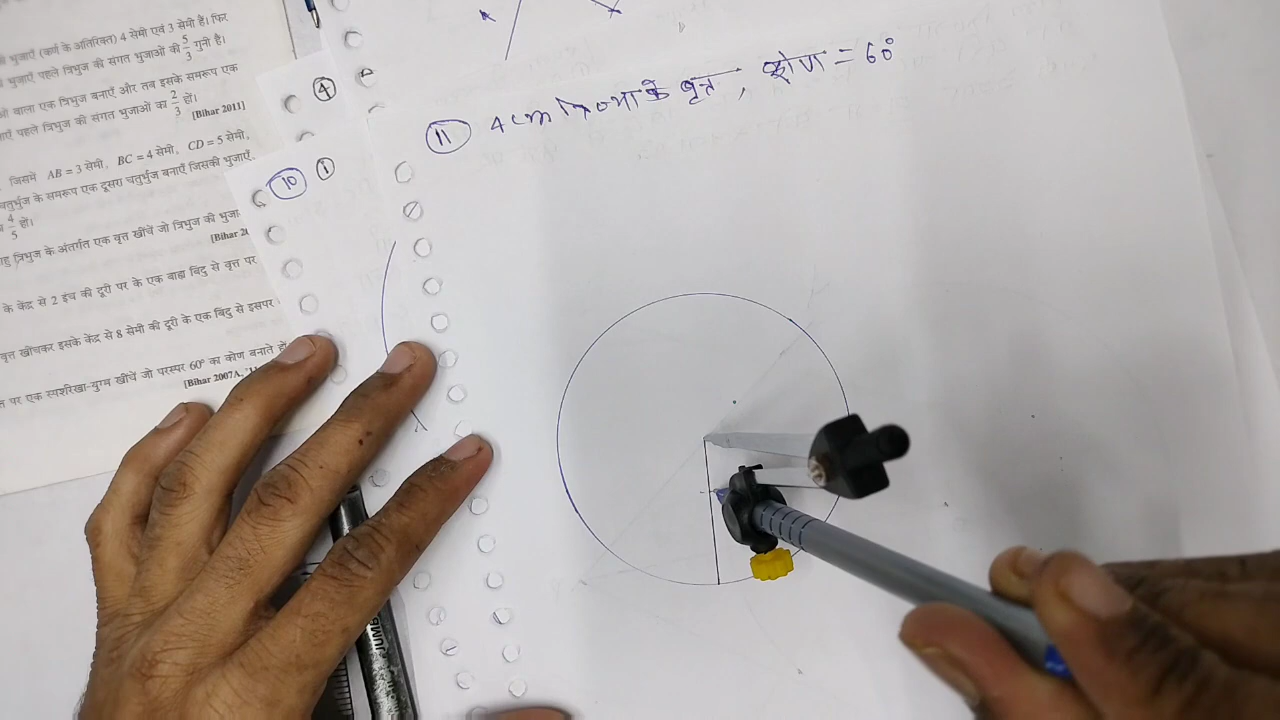 भुजाएँ (कर्ण के अतिरिक्त) 4 सेमी एवं 3 सेमी हैं। फिर
भुजाएँ पहले त्रिभुज की संगत भुजाओं की 5/3 गुनी हैं।
वाला एक त्रिभुज बनाएँ और तब इसके समरूप एक
पहले त्रिभुज की संगत भुजाओं का 2/3 हों।
[Bihar 2011]
जिसमें AB = 3 सेमी, BC = 4 सेमी, CD = 5 सेमी,
चतुर्भुज के समरूप एक दूसरा चतुर्भुज बनाएँ जिसकी भुजाएँ
4/5 हों।
त्रिभुज के अंतर्गत एक वृत्त खींचें जो त्रिभुज की भुजा
[Bihar 20
के केंद्र से 2 इंच की दूरी पर के एक बाह्य बिंदु से वृत्त पर
वृत्त खींचकर इसके केंद्र से 8 सेमी की दूरी के एक बिंदु से इसपर
पर एक स्पर्शरेखा-युग्म खींचें जो परस्पर 60° का कोण बनाते हों
[Bihar 2007A,
④
⑩ ①
⑪ 4 cm त्रिज्या के वृत्त, कोण = 60°